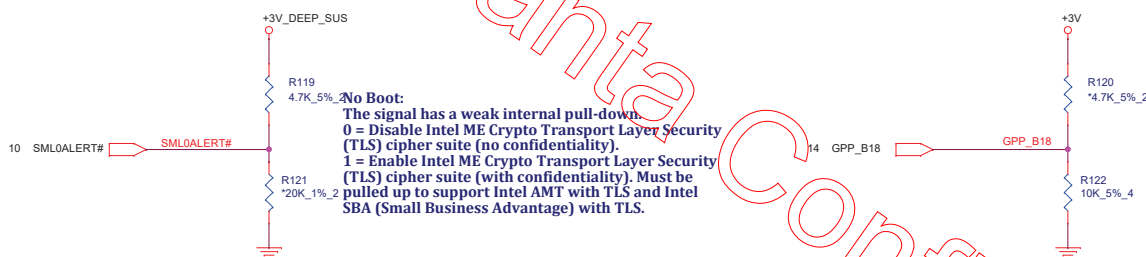 +3V_DEEP_SUS
R119
4.7K_5%_2
10 SML0ALERT#
SML0ALERT#
R121
*20K_1%_2
No Boot:
The signal has a weak internal pull-down.
0 = Disable Intel ME Crypto Transport Layer Security
(TLS) cipher suite (no confidentiality).
1 = Enable Intel ME Crypto Transport Layer Security
(TLS) cipher suite (with confidentiality). Must be
pulled up to support Intel AMT with TLS and Intel
SBA (Small Business Advantage) with TLS.
+3V
R120
*4.7K_5%_2
14 GPP_B18
GPP_B18
R122
10K_5%_4